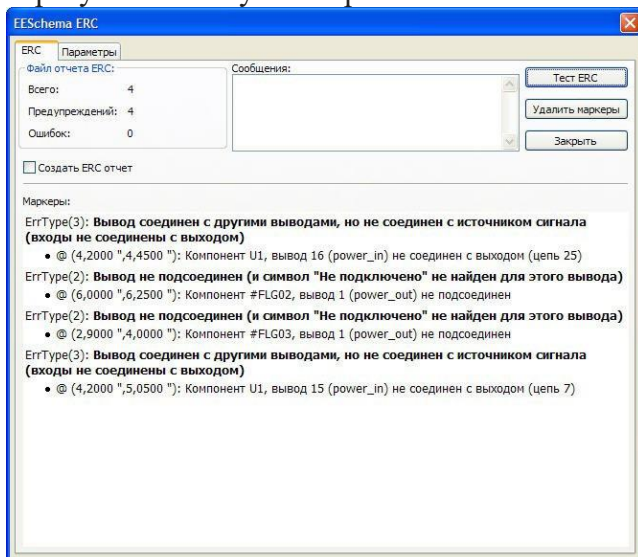 EESchema ERC
ERC Параметры
Файл отчета ERC:
Всего: 4
Предупреждений: 4
Ошибок: 0
Сообщения:
Тест ERC
Удалить маркеры
Закрыть
Создать ERC отчет
Маркеры:
ErrType(3): Вывод соединен с другими выводами, но не соединен с источником сигнала
(входы не соединены с выходом)
• @ (4,2000 ",4,4500 "): Компонент U1, вывод 16 (power_in) не соединен с выходом (цепь 25)
ErrType(2): Вывод не подсоединен (и символ "Не подключено" не найден для этого вывода)
• @ (6,0000 ",6,2500 "): Компонент #FLG02, вывод 1 (power_out) не подсоединен
ErrType(2): Вывод не подсоединен (и символ "Не подключено" не найден для этого вывода)
• @ (2,9000 ",4,0000 "): Компонент #FLG03, вывод 1 (power_out) не подсоединен
ErrType(3): Вывод соединен с другими выводами, но не соединен с источником сигнала
(входы не соединены с выходом)
• @ (4,2000 ",5,0500 "): Компонент U1, вывод 15 (power_in) не соединен с выходом (цепь 7)